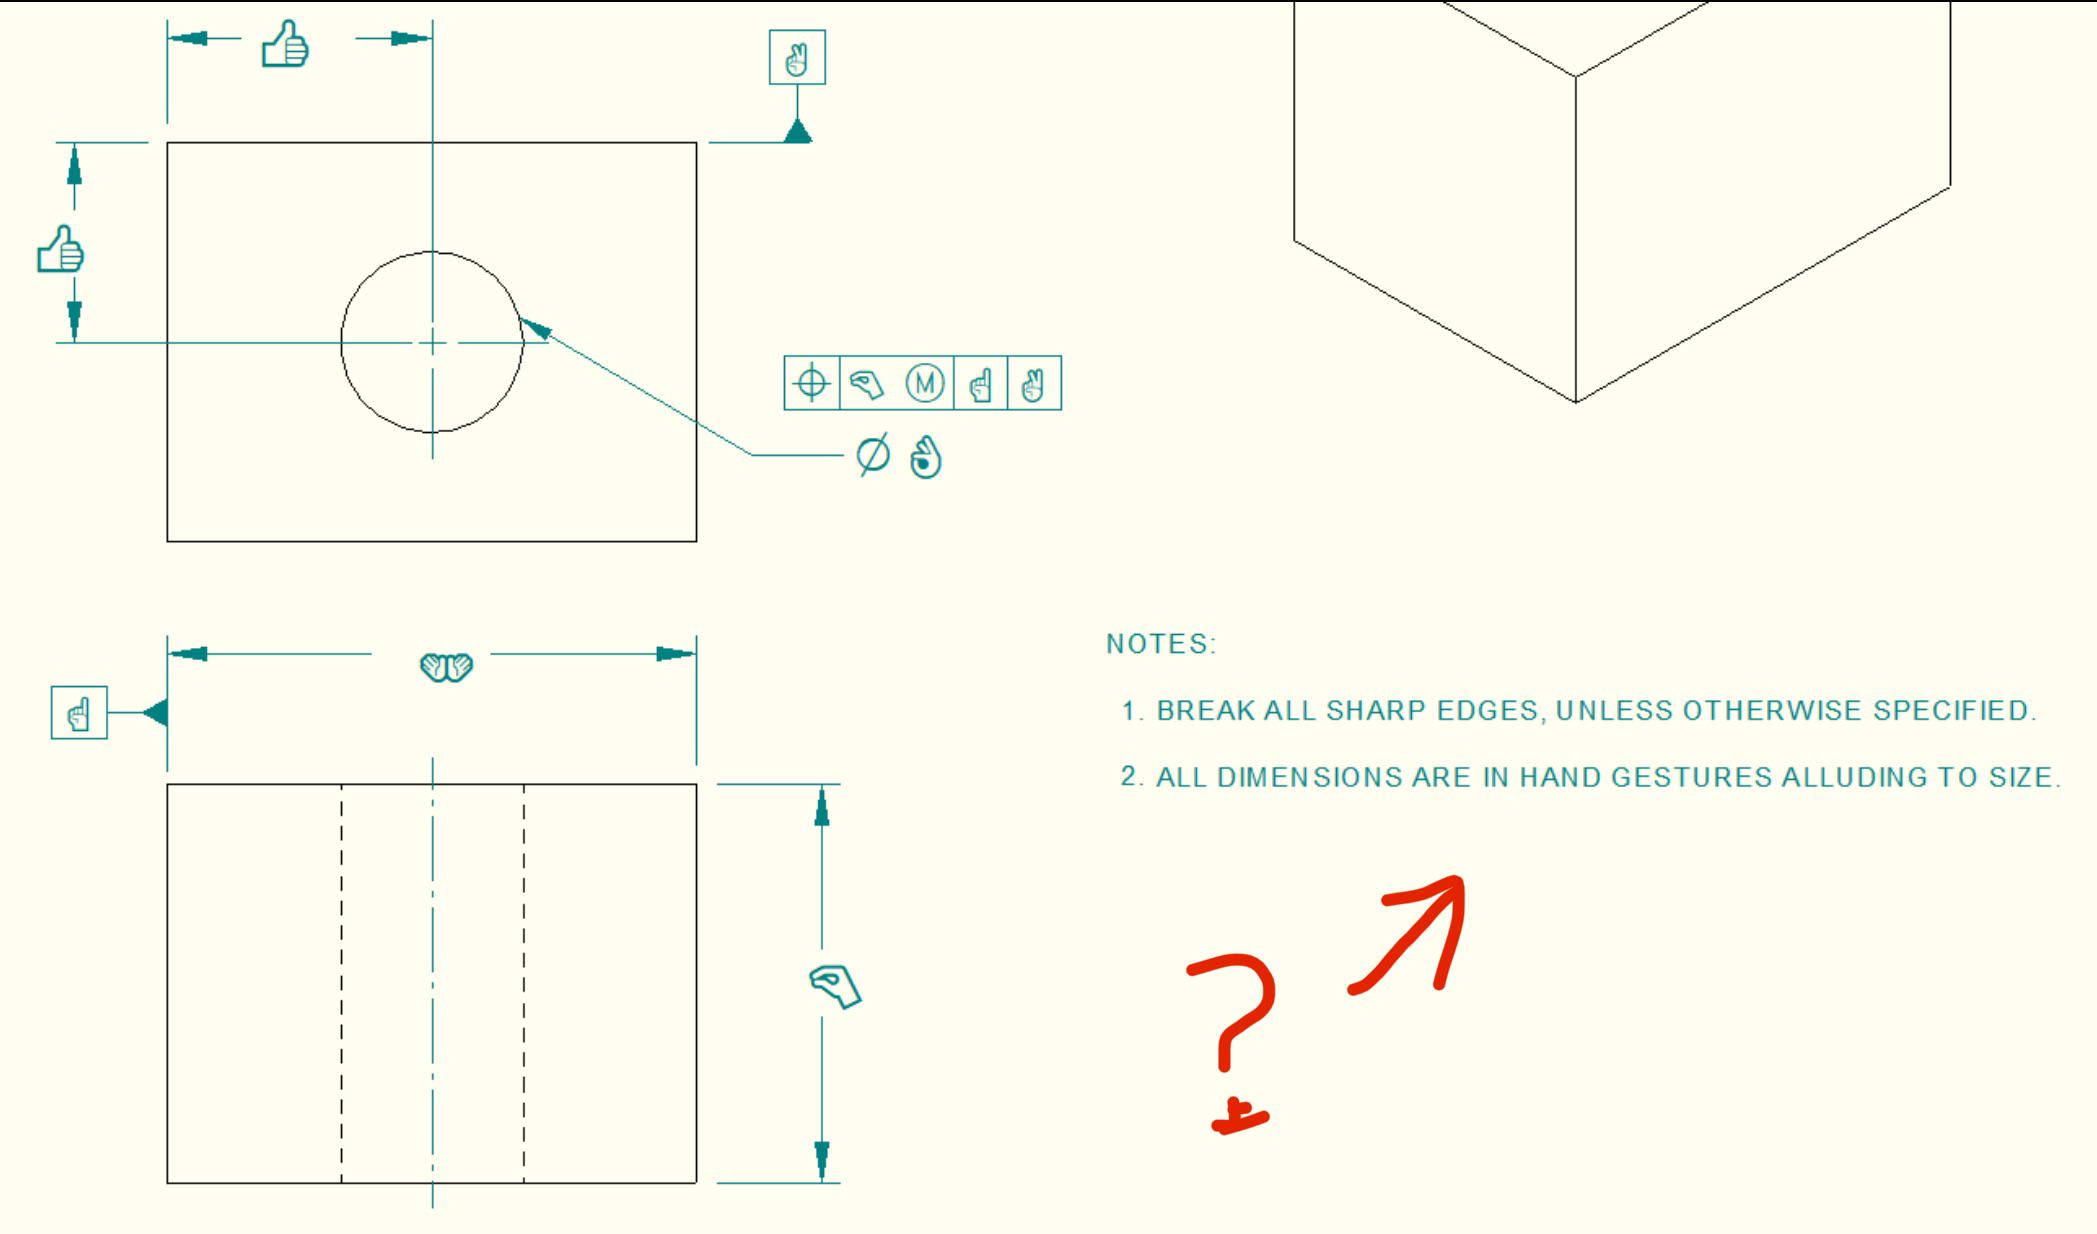 👍
✌
👍
⌖ 🤏 Ⓜ ☝ ✌
∅ 👌
NOTES:
👐
1. BREAK ALL SHARP EDGES, UNLESS OTHERWISE SPECIFIED.
☝
2. ALL DIMENSIONS ARE IN HAND GESTURES ALLUDING TO SIZE.
🤏
?